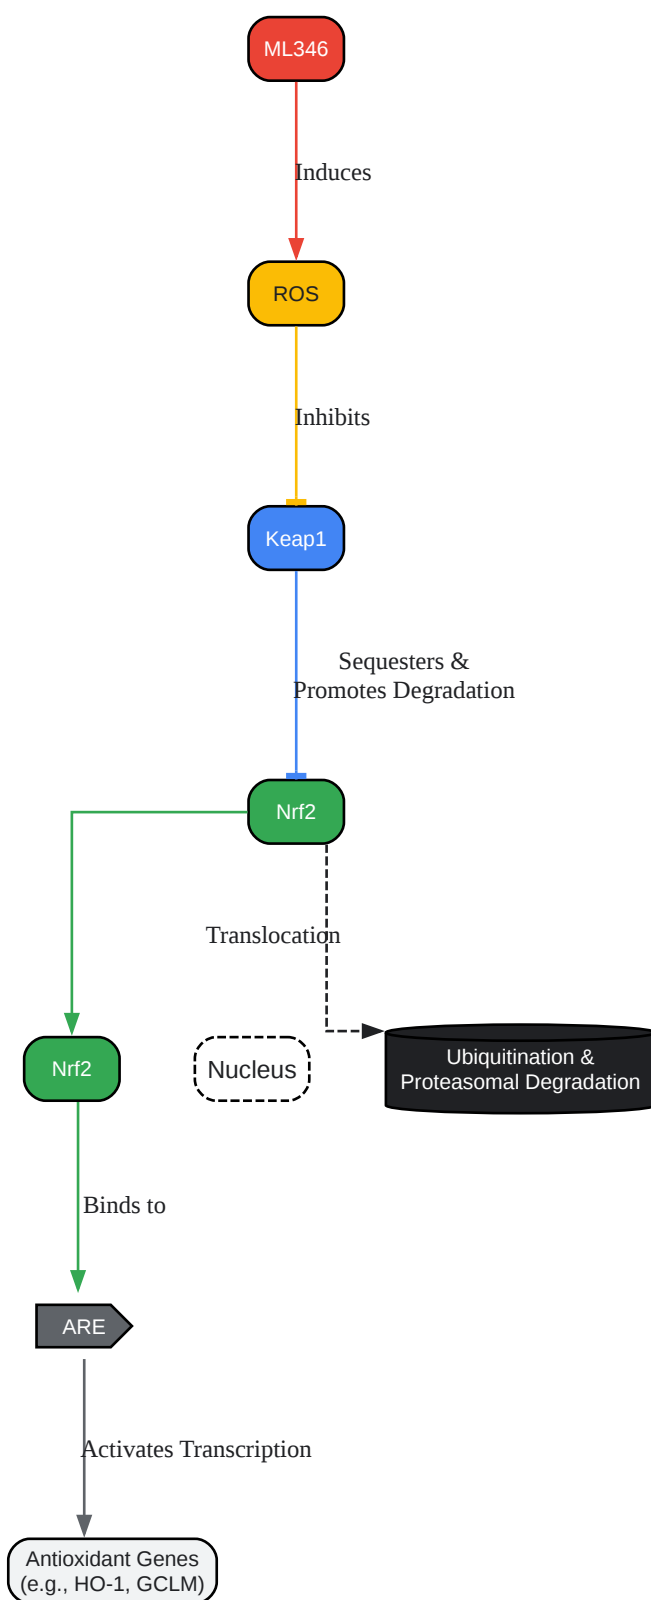 ML346
Induces
ROS
Inhibits
Keap1
Sequesters &
Promotes Degradation
Nrf2
Translocation
Nrf2
Nucleus
Ubiquitination &
Proteasomal Degradation
Binds to
ARE
Activates Transcription
Antioxidant Genes
(e.g., HO-1, GCLM)